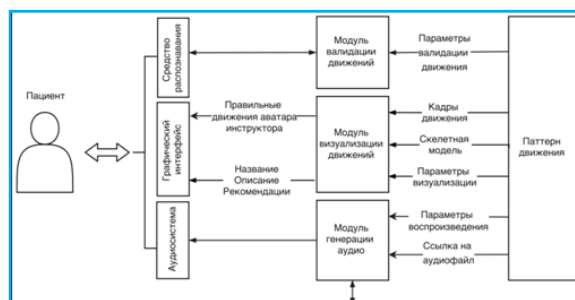 Пациент
Средство
распознавания
Графический
интерфейс
Аудиосистема
Правильные
движения аватара
инструктора
Название
Описание
Рекомендации
Модуль
валидации
движений
Модуль
визуализации
движений
Модуль
генерации
аудио
Параметры
валидации
движения
Кадры
движения
Скелетная
модель
Параметры
визуализации
Параметры
воспроизведения
Ссылка на
аудиофайл
Паттерн
движения